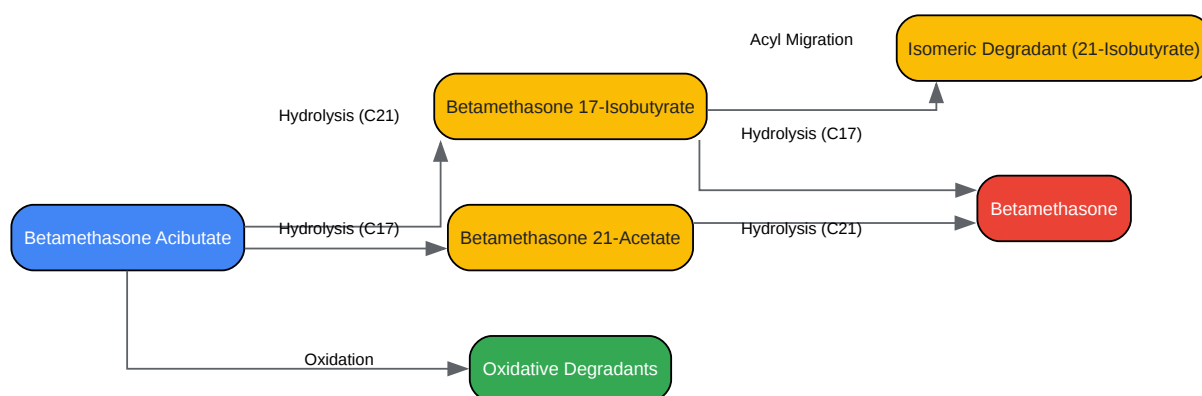 Acyl Migration
Isomeric Degradant (21-Isobutyrate)
Betamethasone 17-Isobutyrate
Hydrolysis (C21)
Hydrolysis (C17)
Betamethasone
Betamethasone Acibutate
Hydrolysis (C17)
Betamethasone 21-Acetate
Hydrolysis (C21)
Oxidation
Oxidative Degradants